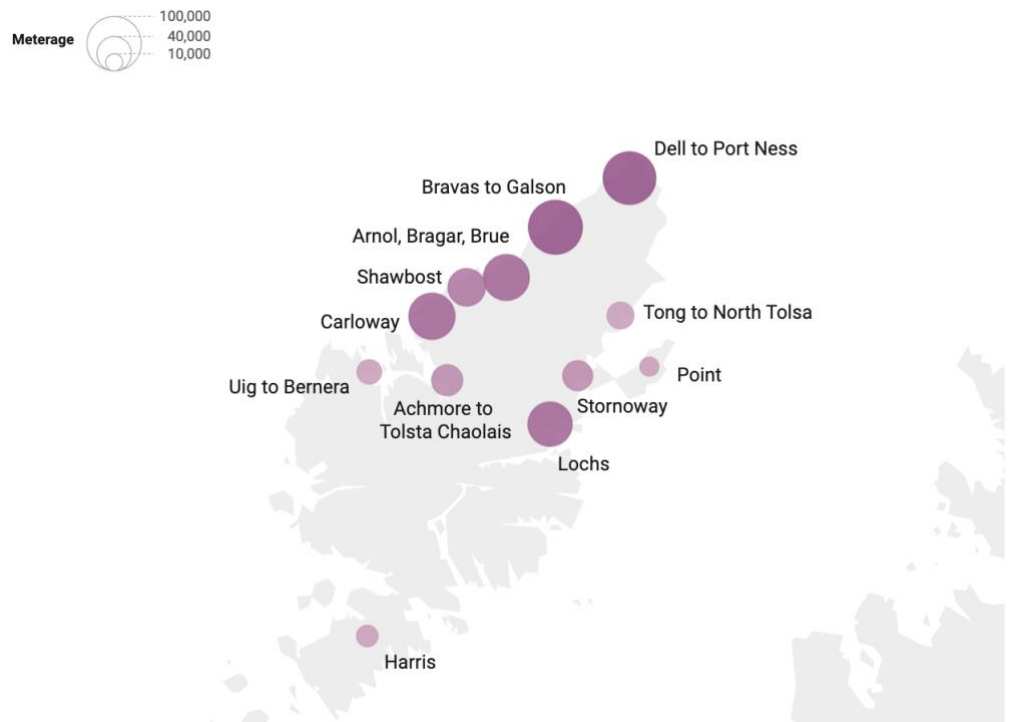 100,000
Meterage
40,000
10,000
Dell to Port Ness
Bravas to Galson
Arnol, Bragar, Brue
Shawbost
Tong to North Tolsa
Carloway
Point
Uig to Bernera
Stornoway
Achmore to
Tolsta Chaolais
Lochs
Harris